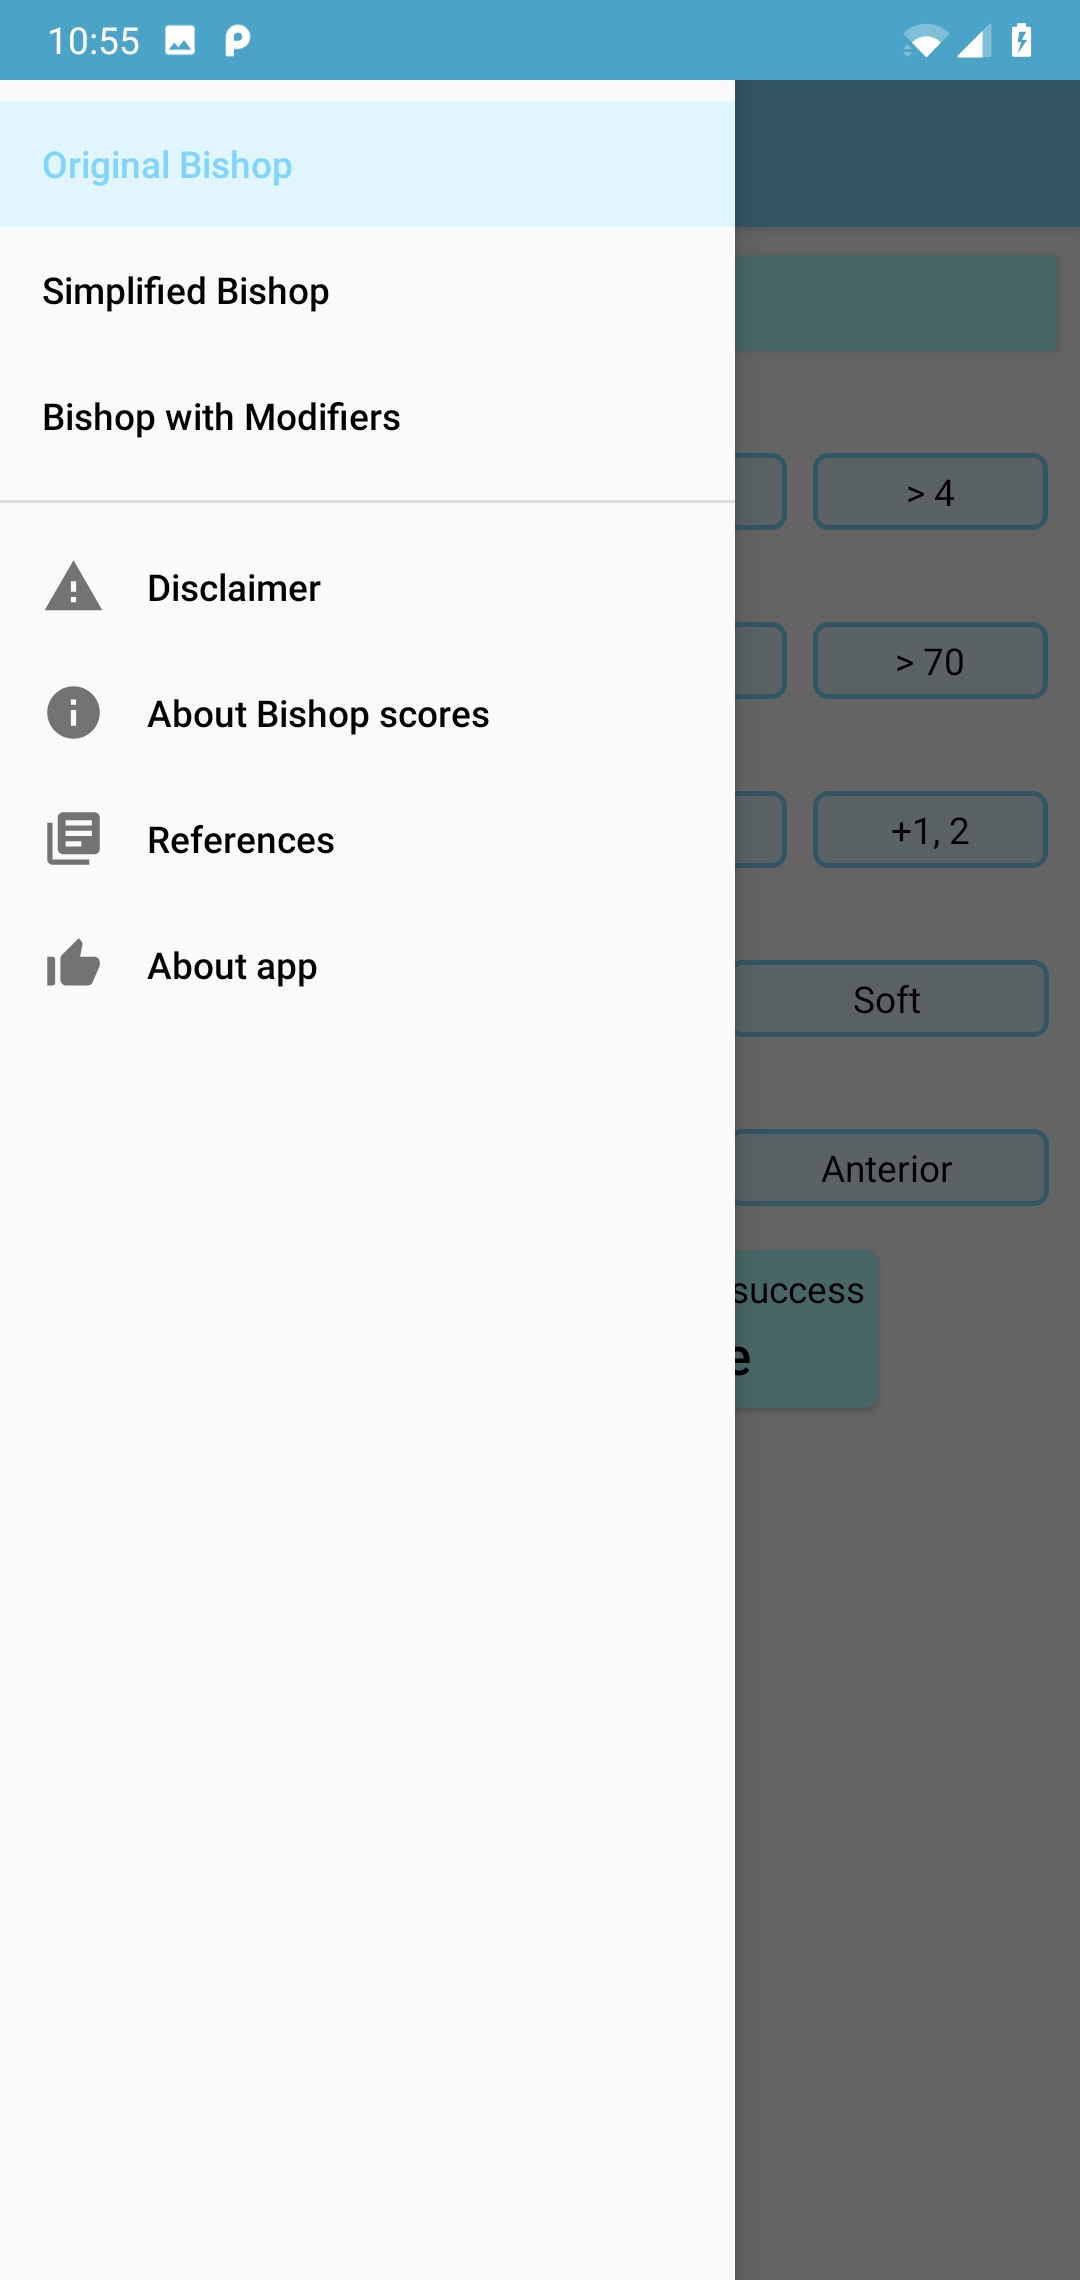 10:55
Original Bishop
Simplified Bishop
Bishop with Modifiers
Disclaimer
About Bishop scores
References
About app
> 4
> 70
+1, 2
Soft
Anterior
success
e